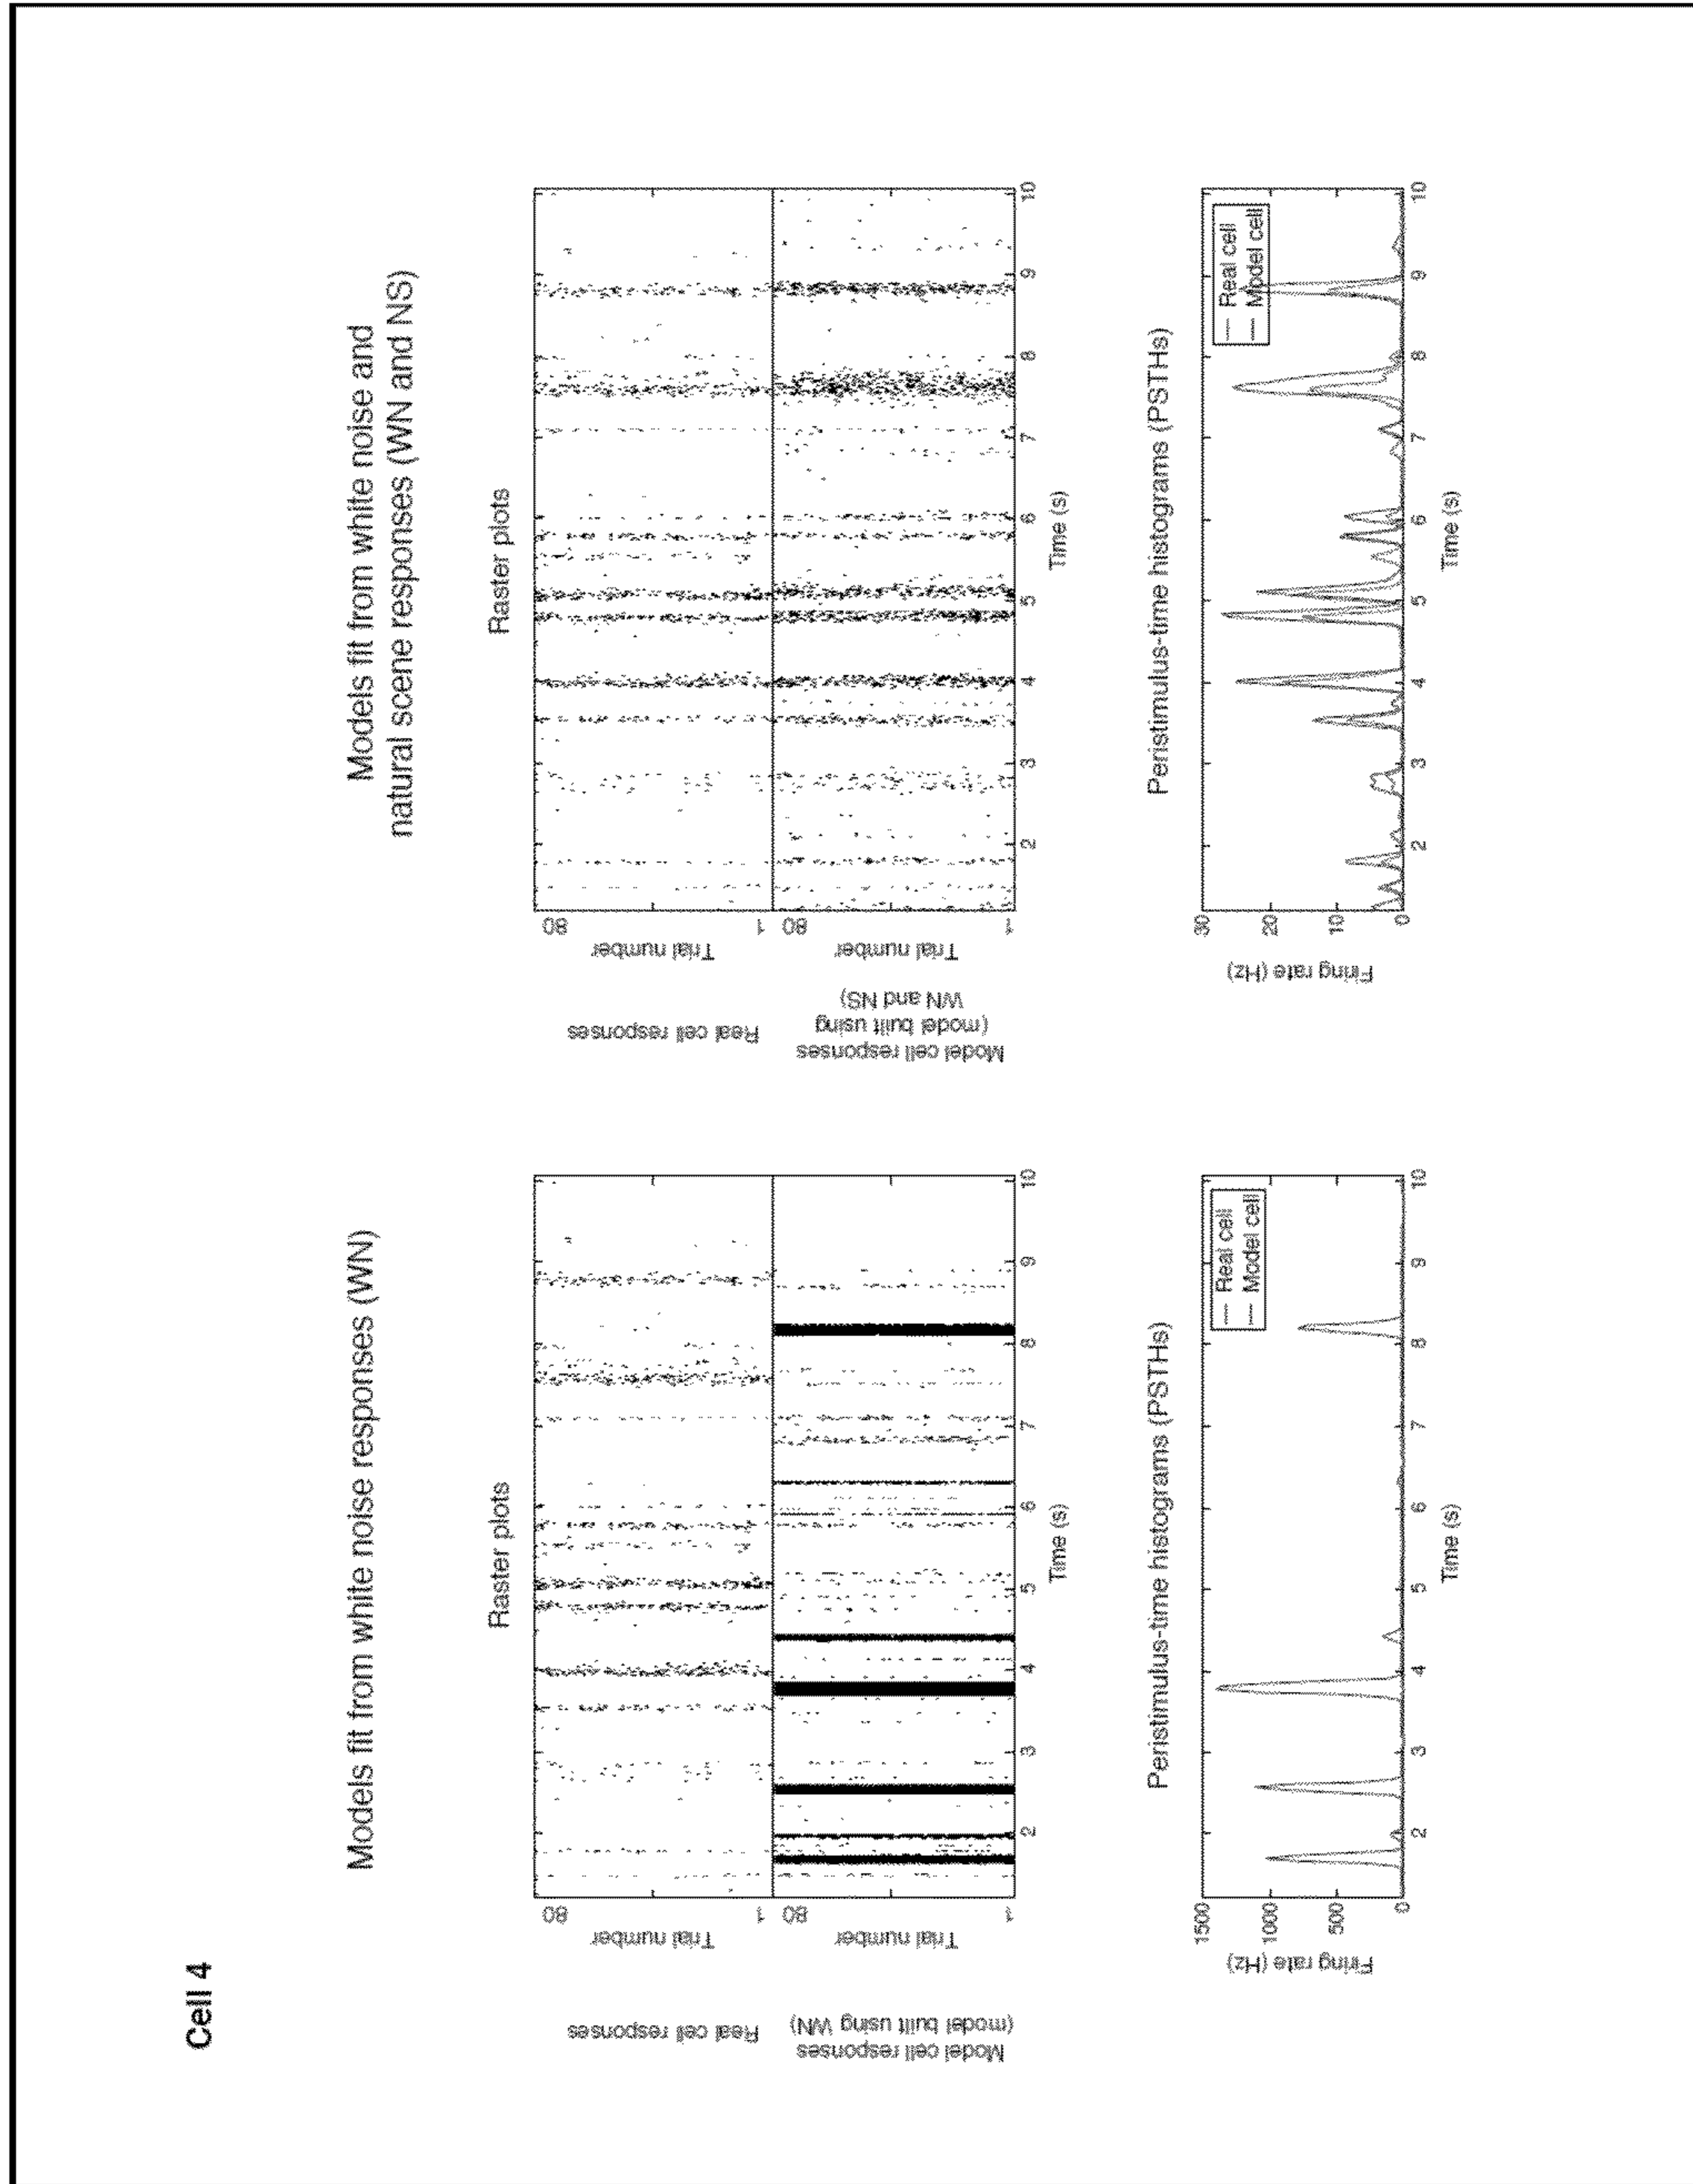 Cell 4
Models fit from white noise responses (WN)
Raster plots
Real cell responses
Trial number
80
1
Model cell responses
(model built using WN)
Trial number
80
1
2 3 4 5 6 7 8 9 10
Time (s)
Peristimulus-time histograms (PSTHs)
Firing rate (Hz)
1500
1000
500
0
Real cell
Model cell
2 3 4 5 6 7 8 9 10
Time (s)
Models fit from white noise and
natural scene responses (WN and NS)
Raster plots
Real cell responses
Trial number
80
1
Model cell responses
(model built using
WN and NS)
Trial number
80
1
2 3 4 5 6 7 8 9 10
Time (s)
Peristimulus-time histograms (PSTHs)
Firing rate (Hz)
30
20
10
0
Real cell
Model cell
2 3 4 5 6 7 8 9 10
Time (s)